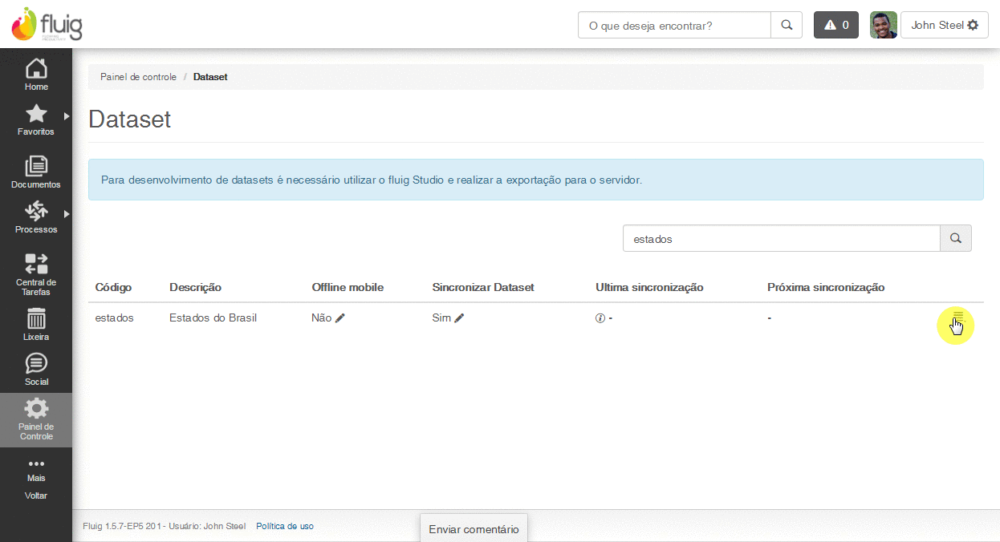 fluig
O que deseja encontrar?
0
John Steel
Home
Favoritos
Documentos
Processos
Central de
Tarefas
Lixeira
Social
Painel de
Controle
Mais
Voltar
Painel de controle / Dataset
Dataset
Para desenvolvimento de datasets é necessário utilizar o fluig Studio e realizar a exportação para o servidor.
estados
Código Descrição Offline mobile Sincronizar Dataset Ultima sincronização Próxima sincronização
estados Estados do Brasil Não Sim - -
Fluig 1.5.7-EP5 201 - Usuário: John Steel Política de uso
Enviar comentário